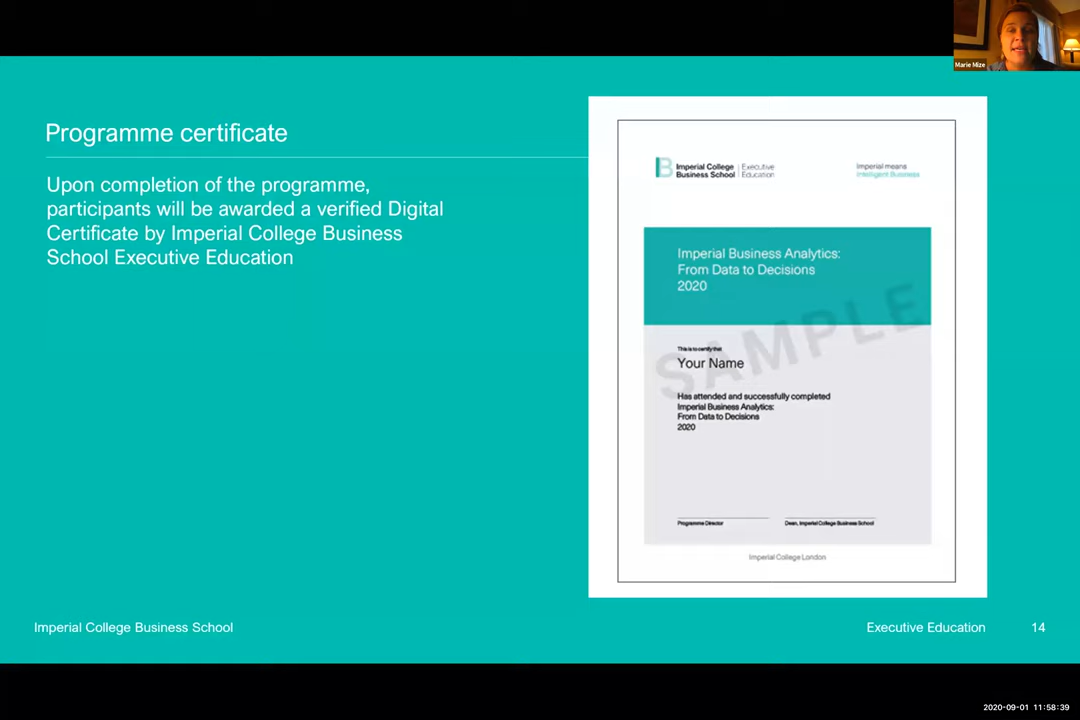 Marie Mize
Programme certificate
Upon completion of the programme,
participants will be awarded a verified Digital
Certificate by Imperial College Business
School Executive Education
Imperial College Executive
Business School Education
Imperial means
Intelligent Business
Imperial Business Analytics:
From Data to Decisions
2020
SAMPLE
This is to certify that
Your Name
Has attended and successfully completed
Imperial Business Analytics:
From Data to Decisions
2020
Programme Director
Dean, Imperial College Business School
Imperial College London
Imperial College Business School
Executive Education
14
2020-09-01 11:58:39